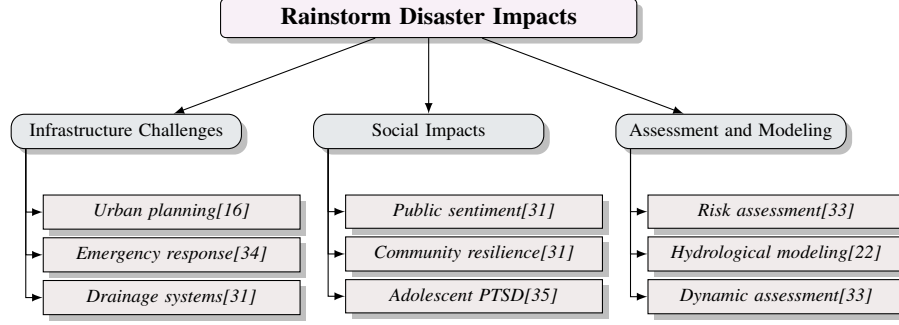 Rainstorm Disaster Impacts
Infrastructure Challenges
Social Impacts
Assessment and Modeling
Urban planning[16]
Public sentiment[31]
Risk assessment[33]
Emergency response[34]
Community resilience[31]
Hydrological modeling[22]
Drainage systems[31]
Adolescent PTSD[35]
Dynamic assessment[33]